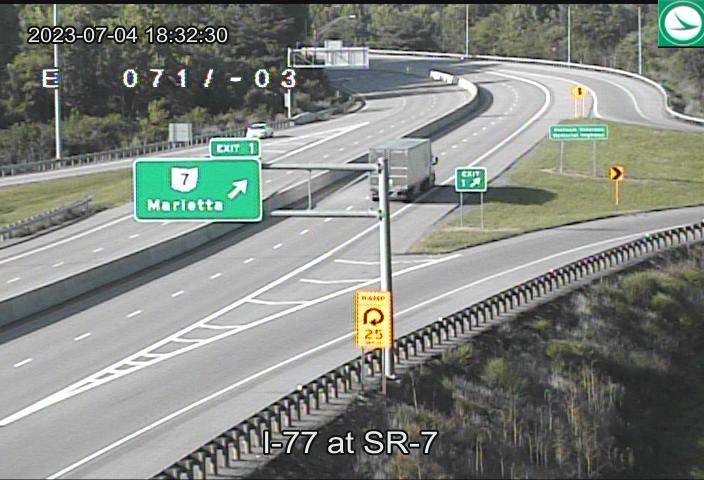 2023-07-04 18:32:30
E 071/-03
EXIT 1
7
Marietta
EXIT
1
RAMP
25
I-77 at SR-7